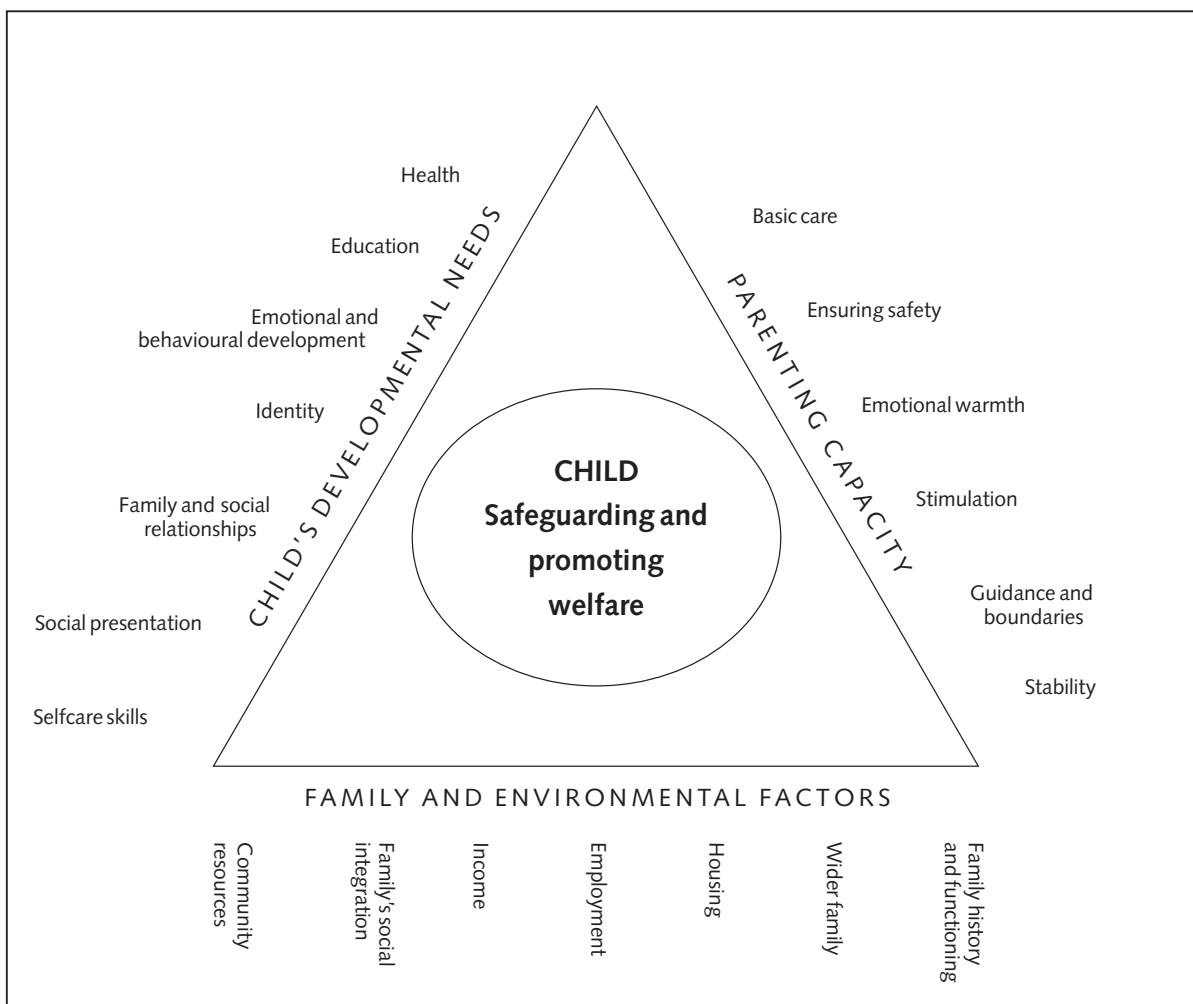 Health
Education
Emotional and
behavioural development
Identity
Family and social
relationships
Social presentation
Selfcare skills
CHILD'S DEVELOPMENTAL NEEDS
CHILD
Safeguarding and
promoting
welfare
PARENTING CAPACITY
Basic care
Ensuring safety
Emotional warmth
Stimulation
Guidance and
boundaries
Stability
FAMILY AND ENVIRONMENTAL FACTORS
Community
resources
Family's social
integration
Income
Employment
Housing
Wider family
Family history
and functioning